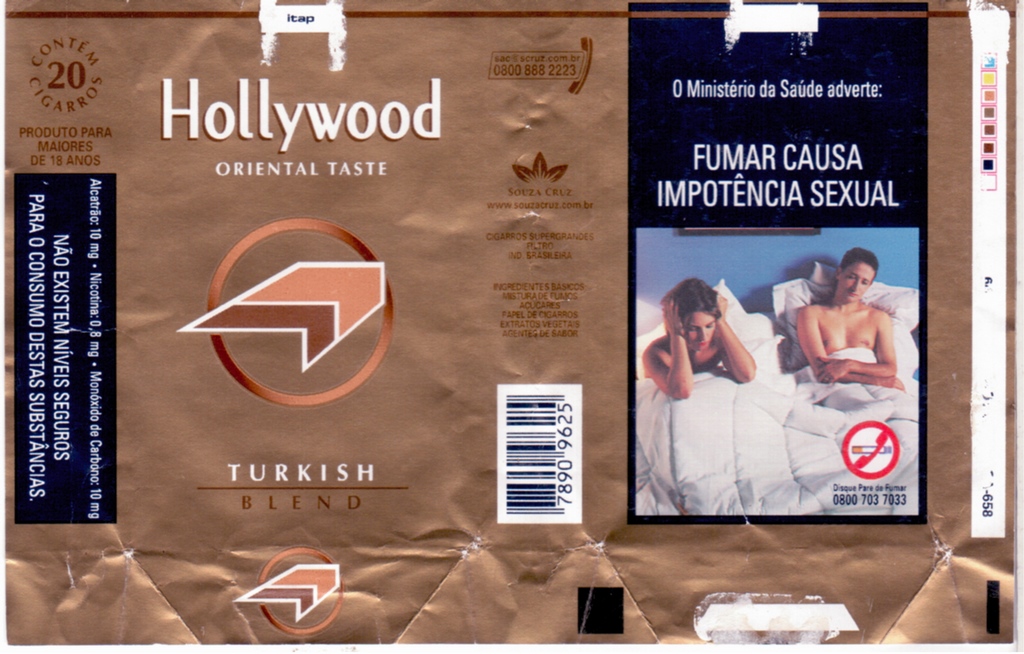 itap
CONTÉM
20
CIGARROS
PRODUTO PARA
MAIORES
DE 18 ANOS
Alcatrão: 10 mg • Nicotina: 0,8 mg • Monóxido de Carbono: 10 mg
NÃO EXISTEM NÍVEIS SEGUROS
PARA O CONSUMO DESTAS SUBSTÂNCIAS.
Hollywood
ORIENTAL TASTE
TURKISH
BLEND
sac@scruz.com.br
0800 888 2223
SOUZA CRUZ
www.souzacruz.com.br
CIGARROS SUPERGRANDES
FILTRO
IND. BRASILEIRA
INGREDIENTES BÁSICOS
MISTURA DE FUMOS
AÇÚCARES
PAPEL DE CIGARROS
EXTRATOS VEGETAIS
AGENTES DE SABOR
7890 9625
O Ministério da Saúde adverte:
FUMAR CAUSA
IMPOTÊNCIA SEXUAL
Disque Pare de Fumar
0800 703 7033
-658